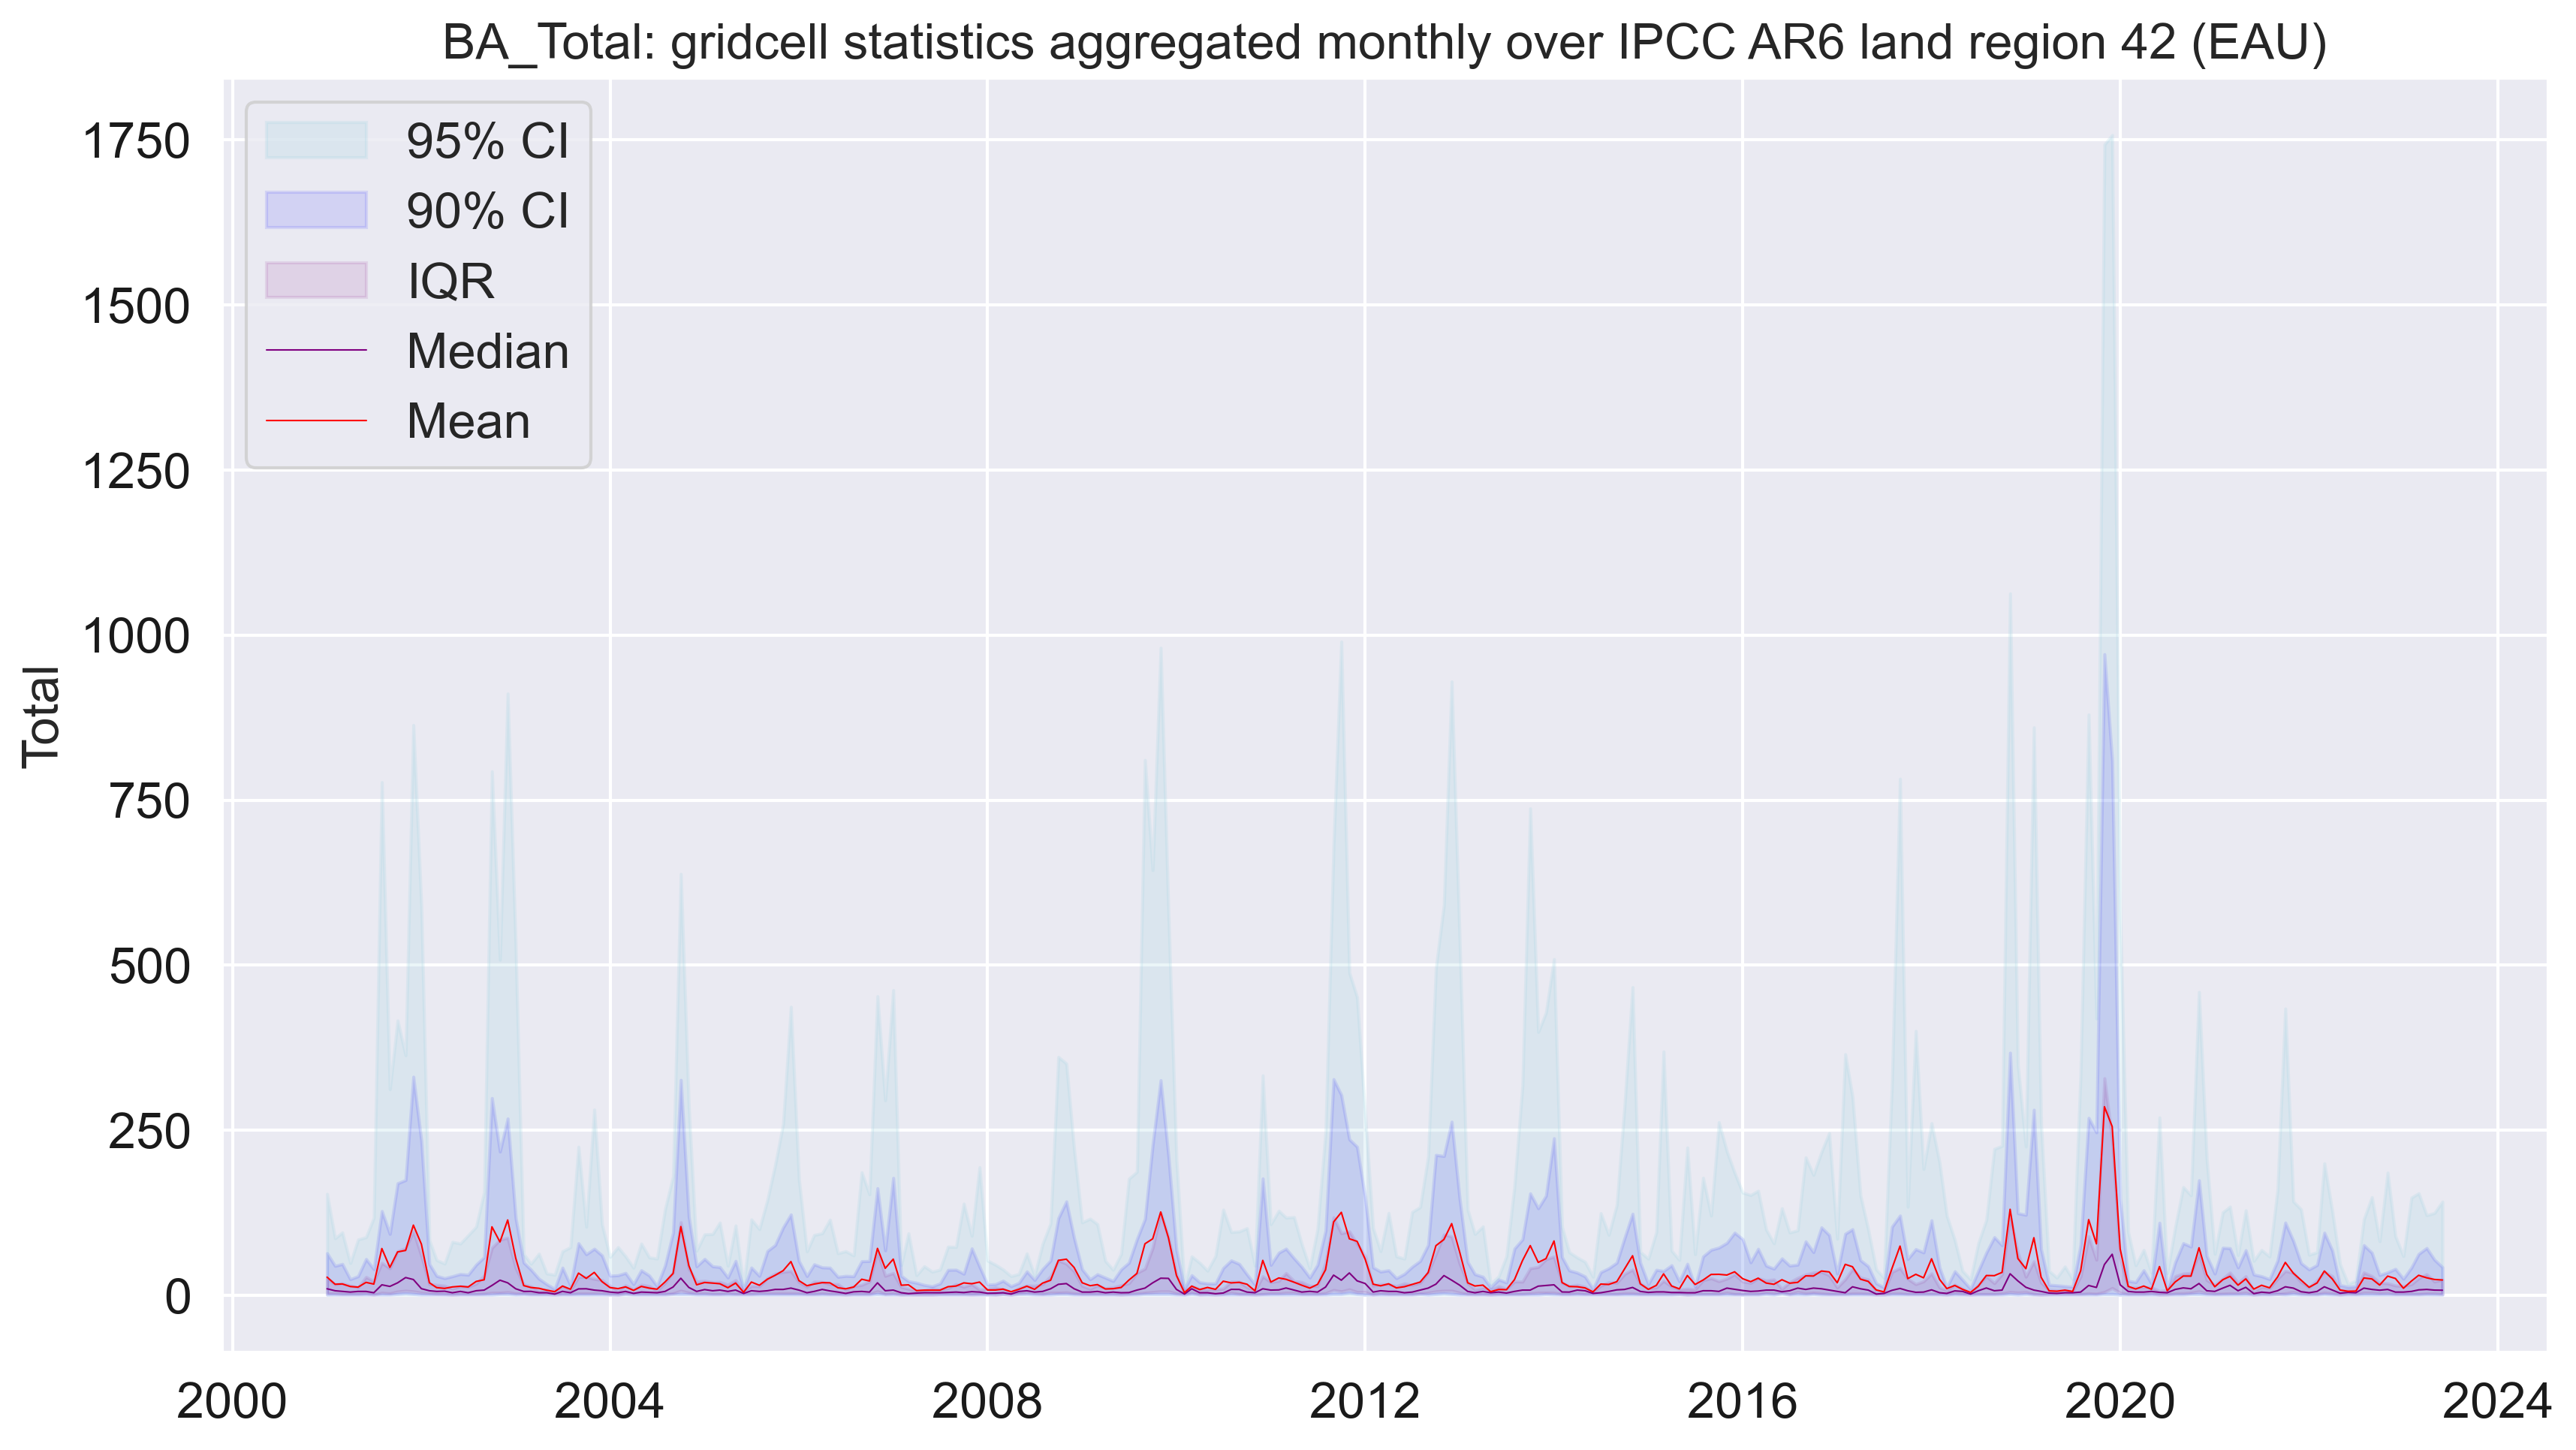 BA_Total: gridcell statistics aggregated monthly over IPCC AR6 land region 42 (EAU)
95% CI
90% CI
IQR
Median
Mean
Total
1750
1500
1250
1000
750
500
250
0
2000 2004 2008 2012 2016 2020 2024